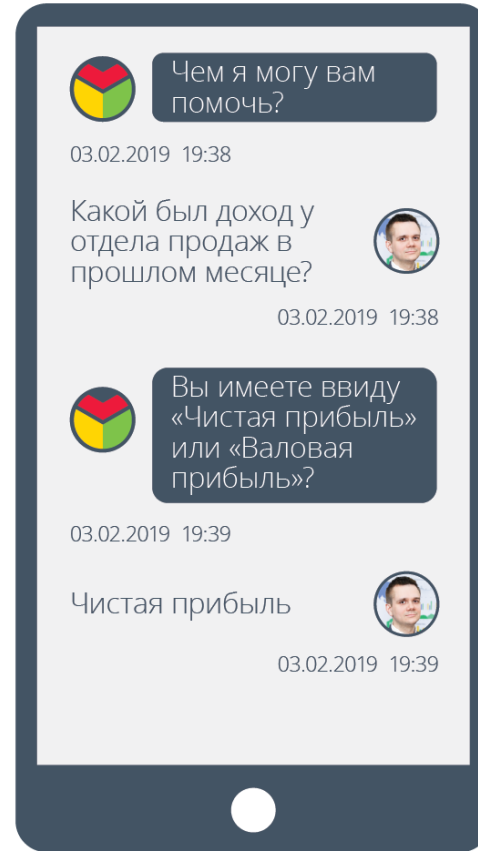 Чем я могу вам
помочь?
03.02.2019 19:38
Какой был доход у
отдела продаж в
прошлом месяце?
03.02.2019 19:38
Вы имеете ввиду
«Чистая прибыль»
или «Валовая
прибыль»?
03.02.2019 19:39
Чистая прибыль
03.02.2019 19:39